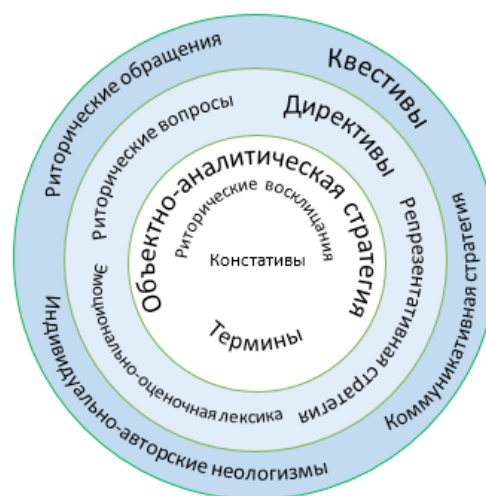 Риторические обращения
Квестивы
Риторические вопросы
Директивы
Объектно-аналитическая стратегия
Риторические восклицания
Констативы
Термины
Эмоционально-оценочная лексика
Репрезентативная стратегия
Индивидуально-авторские неологизмы
Коммуникативная стратегия